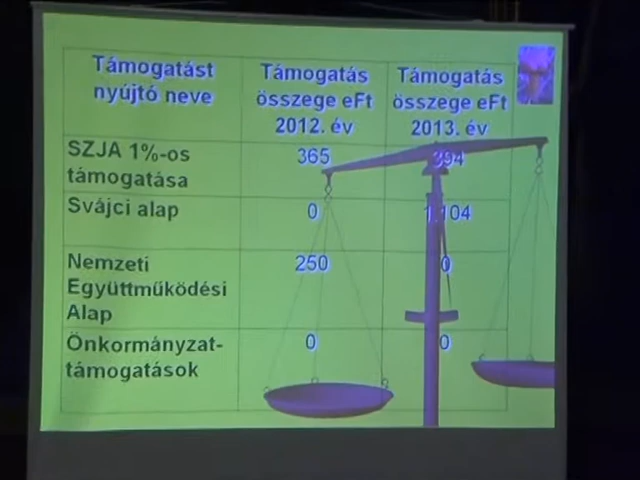 Támogatást
nyújtó neve
Támogatás
összege eFt
2012. év
Támogatás
összege eFt
2013. év
SZJA 1%-os
támogatása
365
394
Svájci alap
0
1.104
Nemzeti
Együttműködési
Alap
250
0
Önkormányzat-
támogatások
0
0